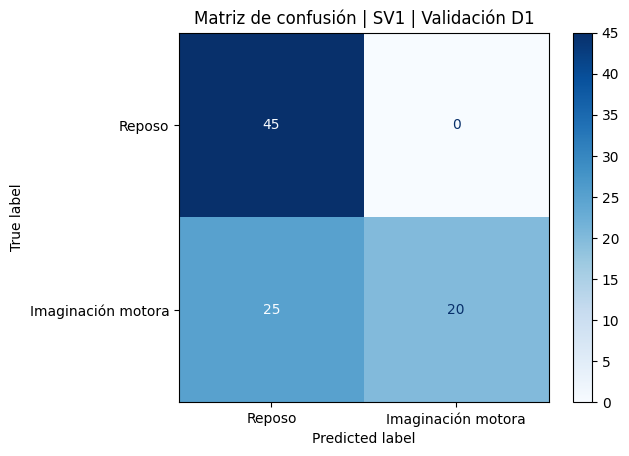 Matriz de confusión | SV1 | Validación D1
True label
Reposo
45
0
Imaginación motora
25
20
Reposo
Imaginación motora
Predicted label
45
40
35
30
25
20
15
10
5
0